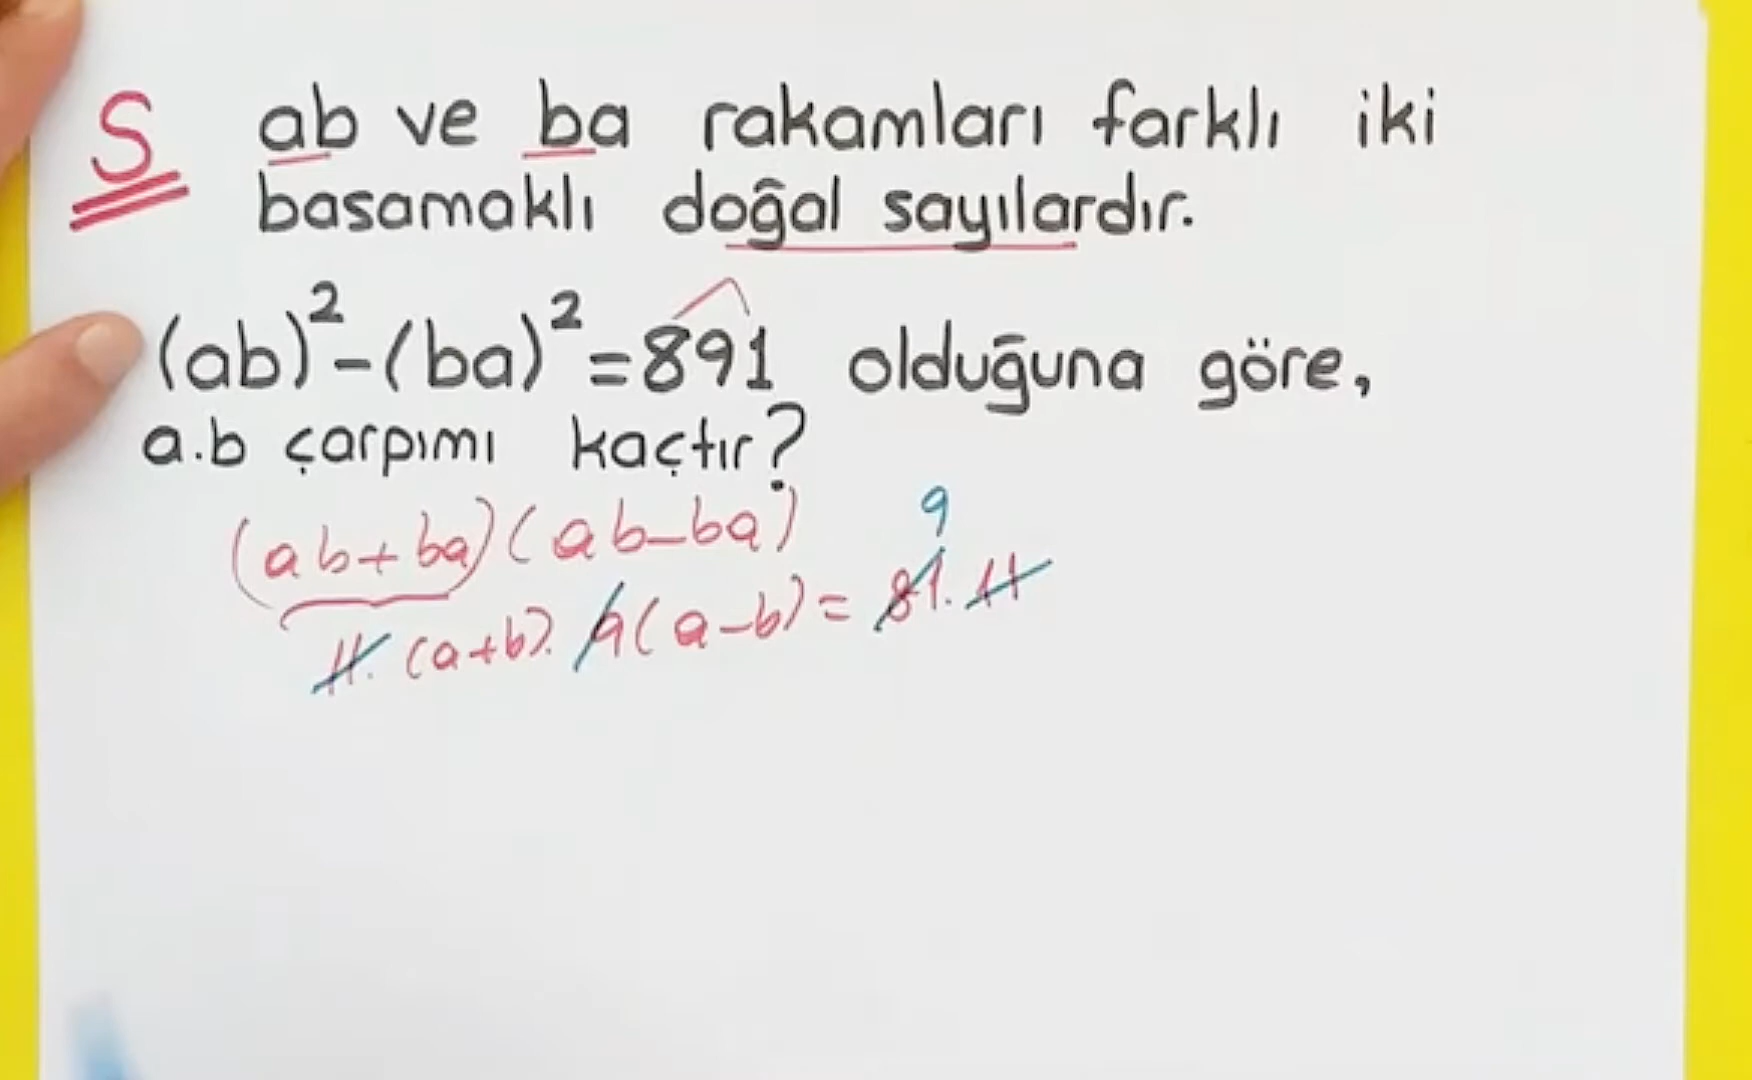 S ab ve ba rakamları farklı iki
basamaklı doğal sayılardır.
(ab)²-(ba)²=891 olduğuna göre,
a.b çarpımı kaçtır?
(ab+ba)(ab-ba)
9
11.(a+b).9(a-b)=81.11